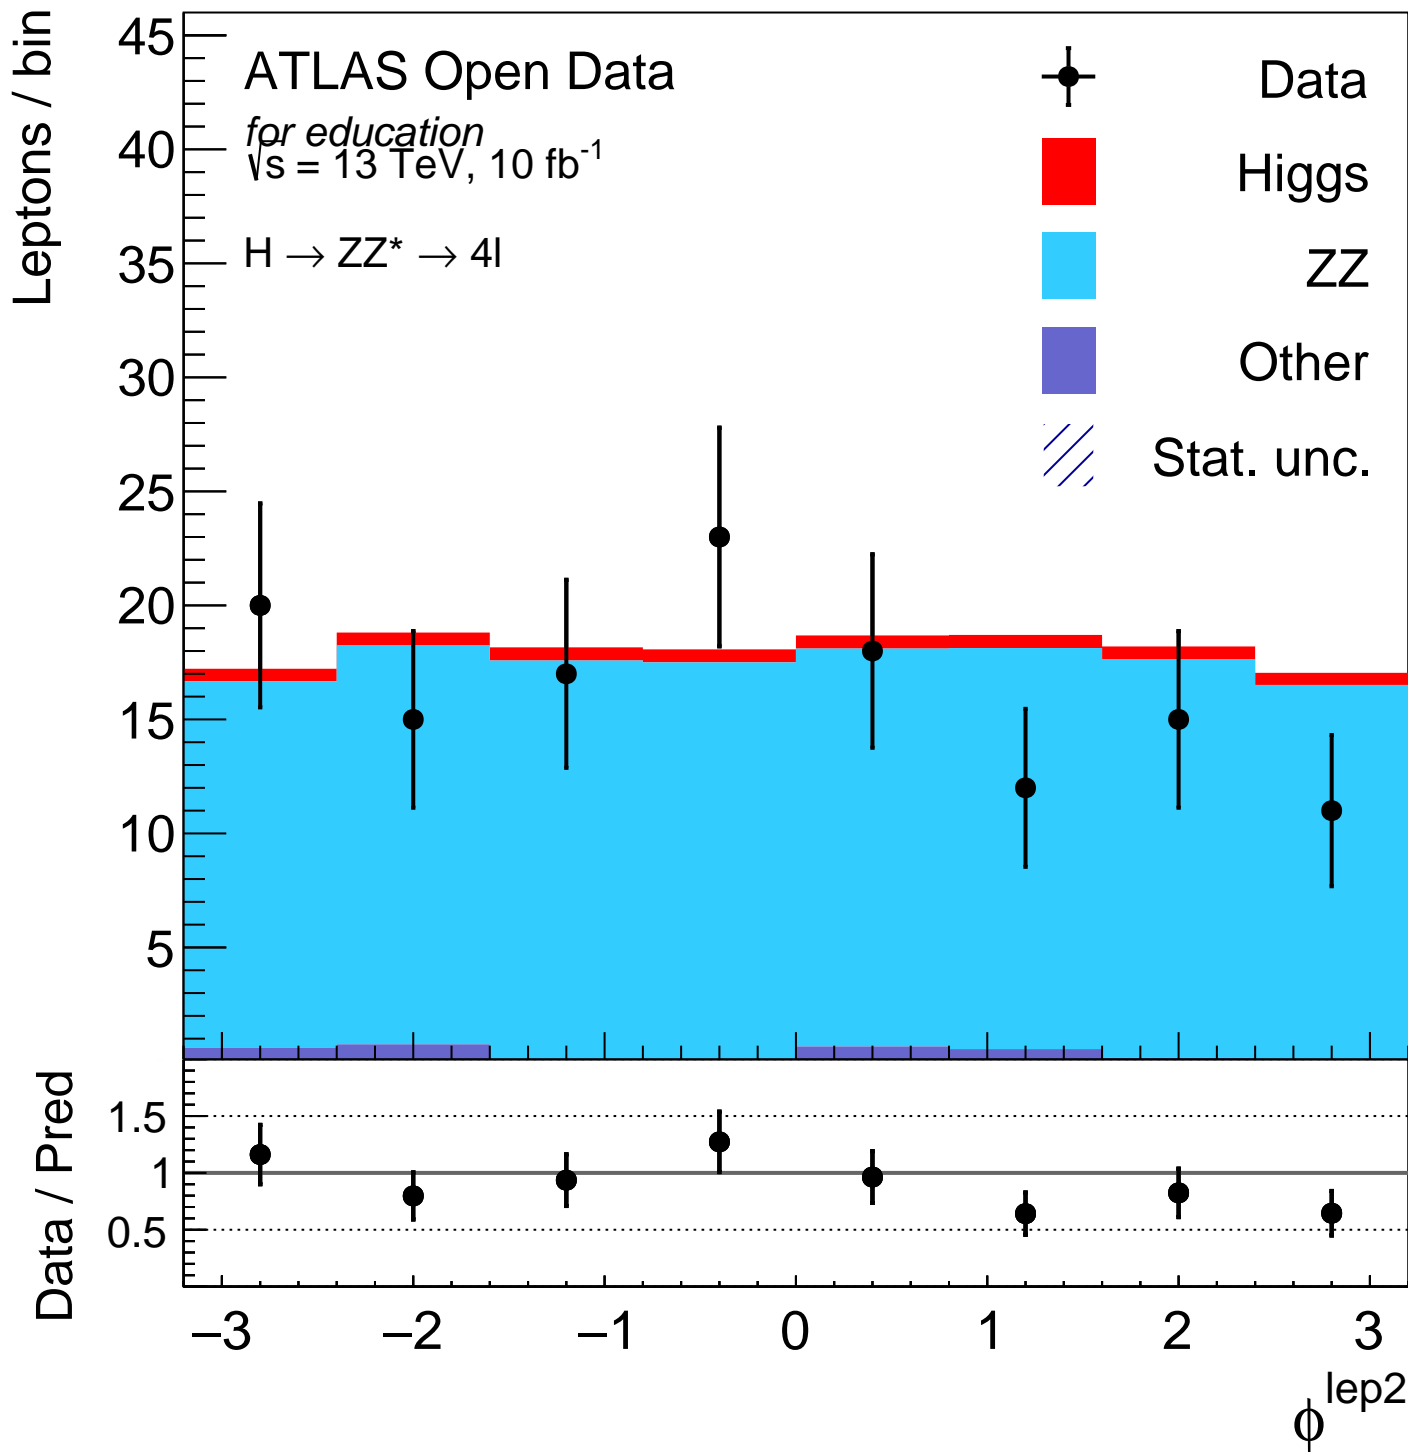 Leptons / bin
45
40
35
30
25
20
15
10
5
ATLAS Open Data
for education
√s = 13 TeV, 10 fb-1
H → ZZ* → 4l
Data
Higgs
ZZ
Other
Stat. unc.
Data / Pred
1.5
1
0.5
−3 −2 −1 0 1 2 3
ϕlep2